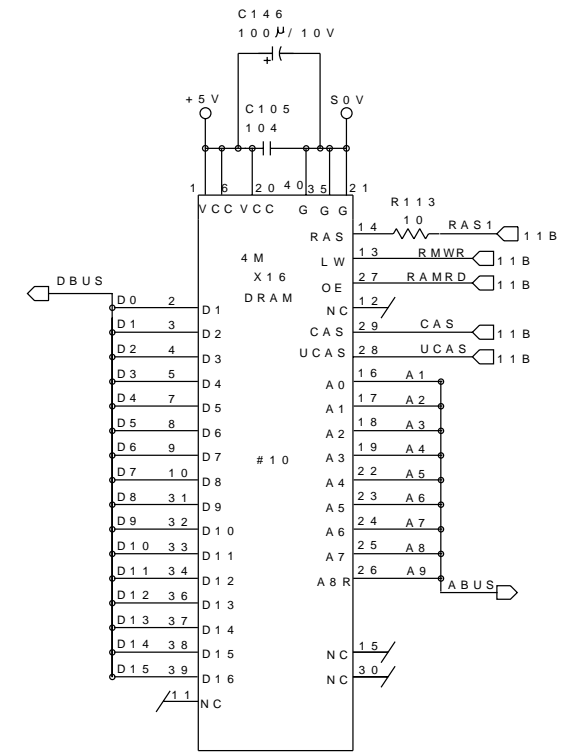 C146
100µ/10V
+5V
S0V
C105
104
1 6 20 40 35 21
VCC VCC G G G
R113
10
14 RAS1
RAS 11B
4M
X16
DRAM
13 RMWR
LW 11B
27 RAMRD
OE 11B
12
NC
29 CAS
CAS 11B
28 UCAS
UCAS 11B
DBUS
D0 2 D1
D1 3 D2
D2 4 D3
D3 5 D4
D4 7 D5
D5 8 D6
D6 9 D7
D7 10 D8
D8 31 D9
D9 32 D10
D10 33 D11
D11 34 D12
D12 36 D13
D13 37 D14
D14 38 D15
D15 39 D16
11 NC
#10
A0 16 A1
A1 17 A2
A2 18 A3
A3 19 A4
A4 22 A5
A5 23 A6
A6 24 A7
A7 25 A8
A8R 26 A9
ABUS
NC 15
NC 30